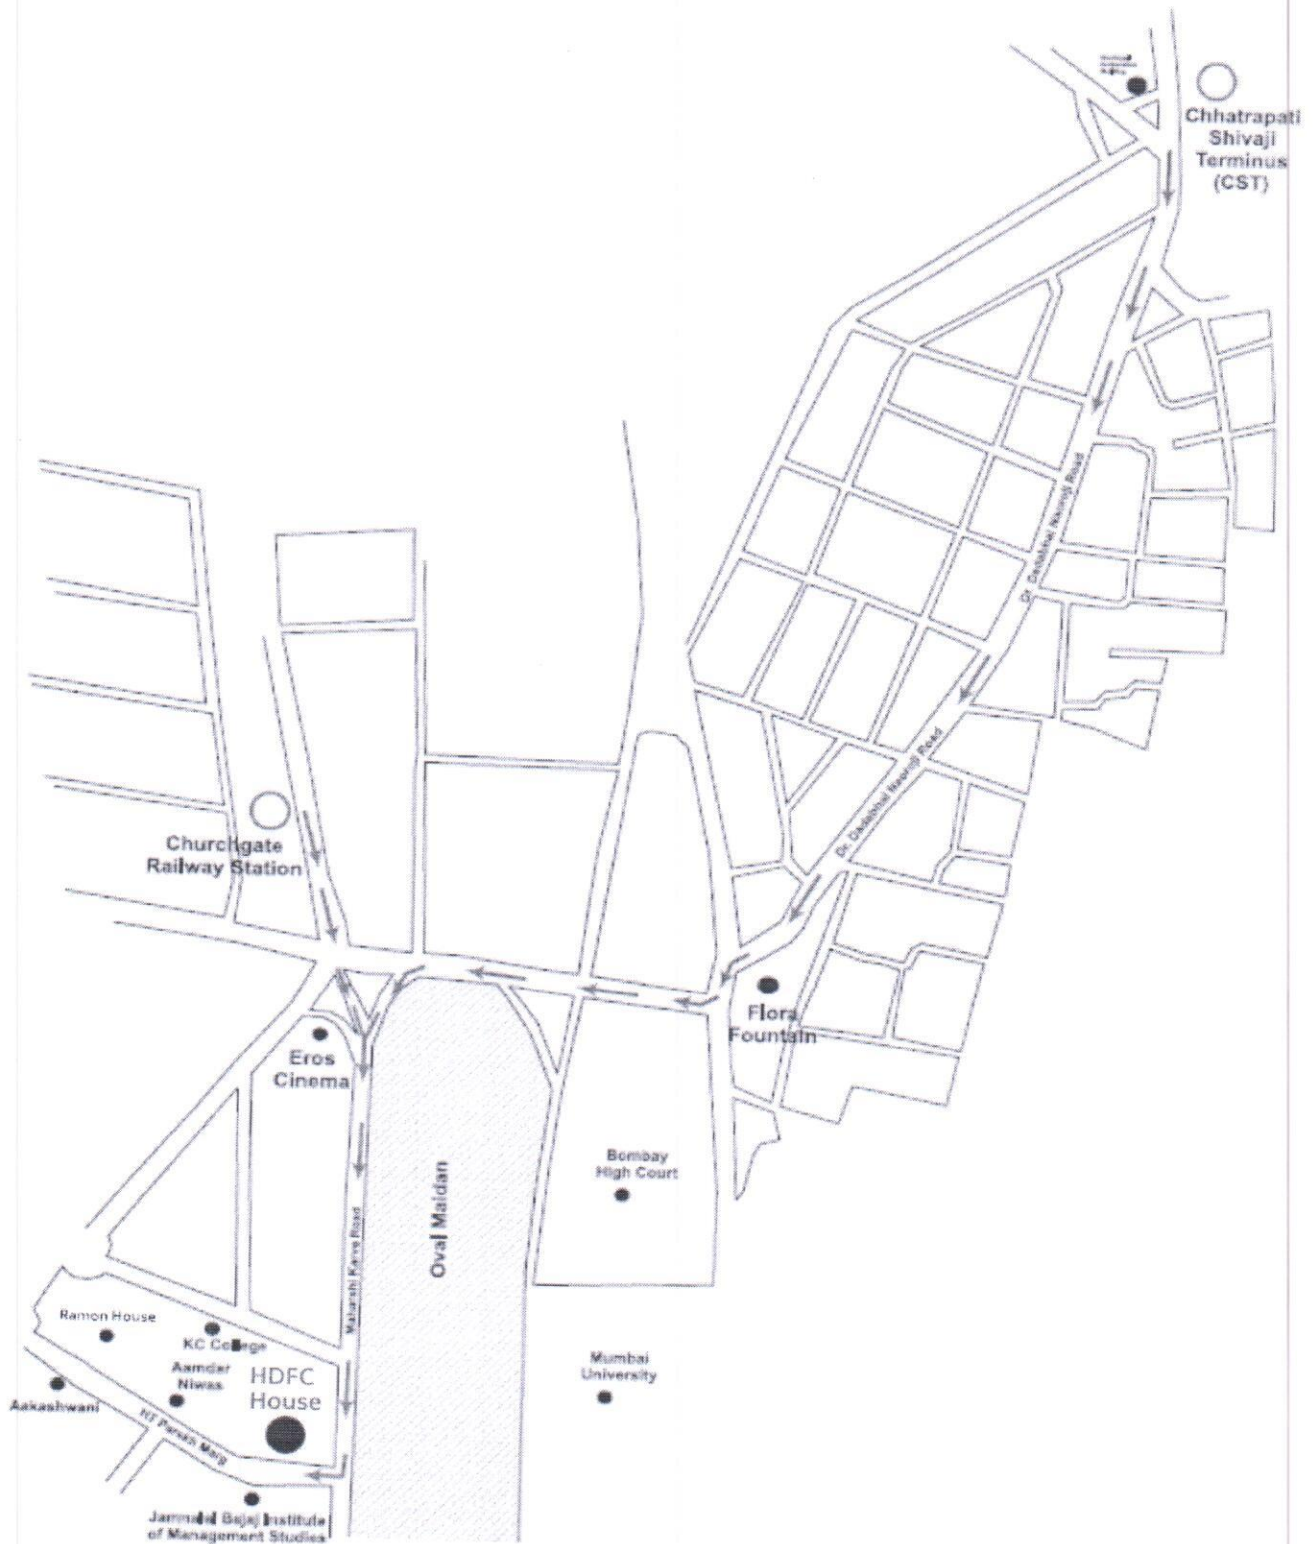 Chhatrapati
Shivaji
Terminus
(CST)
Dr. Dadabhai Naoroji Road
Dr. Dadabhai Naoroji Road
Churchgate
Railway Station
Flora
Fountain
Eros
Cinema
Bombay
High Court
Oval Maidan
Maharshi Karve Road
Ramon House
KC College
Aamdar
Niwas
HDFC
House
Mumbai
University
Aakashwani
HT Parekh Marg
Jamnalal Bajaj Institute
of Management Studies